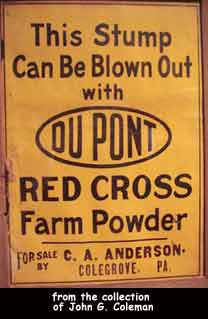 This Stump
Can Be Blown Out
with
DU PONT
RED CROSS
Farm Powder
FOR SALE BY C. A. ANDERSON.
COLEGROVE. PA.
from the collection
of John G. Coleman